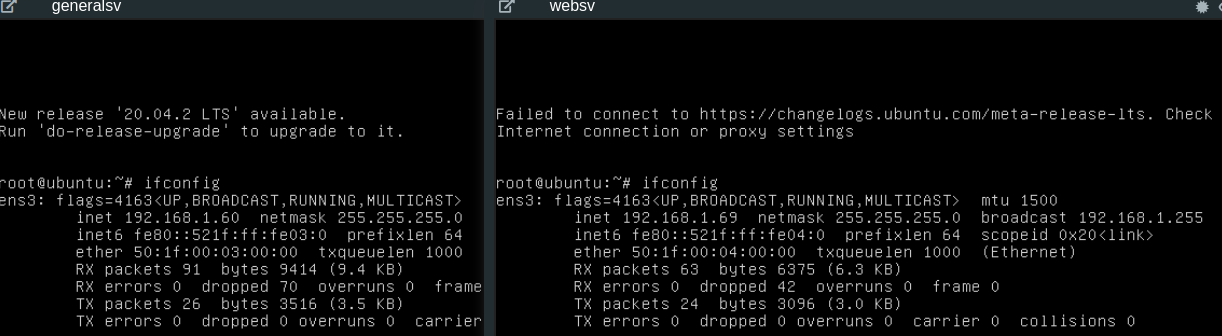 generalsv
New release '20.04.2 LTS' available.
Run 'do-release-upgrade' to upgrade to it.
root@ubuntu:~# ifconfig
ens3: flags=4163<UP,BROADCAST,RUNNING,MULTICAST>
inet 192.168.1.60  netmask 255.255.255.0
inet6 fe80::521f:ff:fe03:0  prefixlen 64
ether 50:1f:00:03:00:00  txqueuelen 1000
RX packets 91  bytes 9414 (9.4 KB)
RX errors 0  dropped 70  overruns 0  frame
TX packets 26  bytes 3516 (3.5 KB)
TX errors 0  dropped 0 overruns 0  carrier
websv
Failed to connect to https://changelogs.ubuntu.com/meta-release-lts. Check
Internet connection or proxy settings
root@ubuntu:~# ifconfig
ens3: flags=4163<UP,BROADCAST,RUNNING,MULTICAST>  mtu 1500
inet 192.168.1.69  netmask 255.255.255.0  broadcast 192.168.1.255
inet6 fe80::521f:ff:fe04:0  prefixlen 64  scopeid 0x20<link>
ether 50:1f:00:04:00:00  txqueuelen 1000  (Ethernet)
RX packets 63  bytes 6375 (6.3 KB)
RX errors 0  dropped 42  overruns 0  frame 0
TX packets 24  bytes 3096 (3.0 KB)
TX errors 0  dropped 0 overruns 0  carrier 0  collisions 0